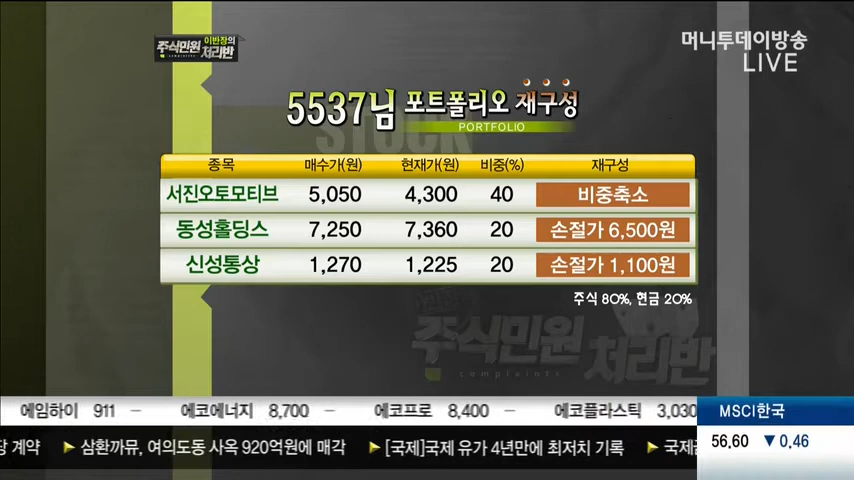 주식민원 이반장의 처리반
complaints
머니투데이방송
LIVE
5537님 포트폴리오 재구성
PORTFOLIO
STOCK
종목 매수가(원) 현재가(원) 비중(%) 재구성
서진오토모티브 5,050 4,300 40 비중축소
동성홀딩스 7,250 7,360 20 손절가 6,500원
신성통상 1,270 1,225 20 손절가 1,100원
주식 80%, 현금 20%
주식민원 처리반
complaints
에임하이 911 – 에코에너지 8,700 – 에코프로 8,400 – 에코플라스틱 3,030
MSCI한국
56,60 ▼0,46
장 계약 ▶ 삼환까뮤, 여의도동 사옥 920억원에 매각 ▶ [국제]국제 유가 4년만에 최저치 기록 ▶ 국제